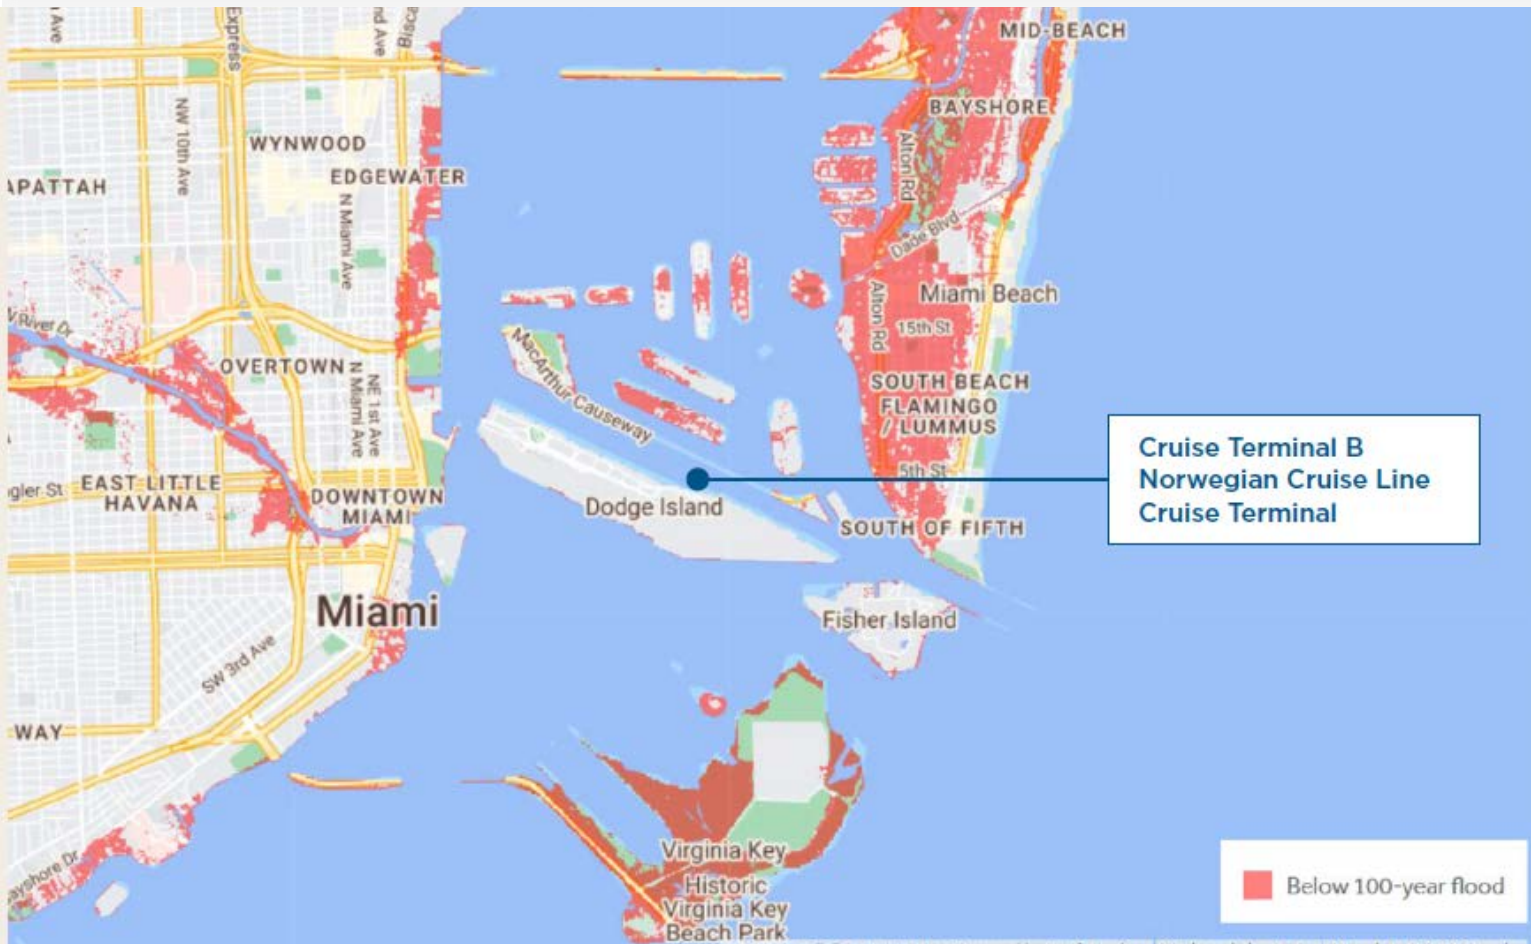 Express
MID-BEACH
BAYSHORE
NW 10th Ave
WYNWOOD
EDGEWATER
N Miami Ave
Alton Rd
Dade Blvd
Miami Beach
Alton Rd
15th St
MacArthur Causeway
OVERTOWN
N Miami Ave
NE 1st Ave
SOUTH BEACH
FLAMINGO
/ LUMMUS
5th St
Cruise Terminal B
Norwegian Cruise Line
Cruise Terminal
EAST LITTLE
HAVANA
DOWNTOWN
MIAMI
Dodge Island
SOUTH OF FIFTH
Miami
Fisher Island
SW 3rd Ave
WAY
Virginia Key
Historic
Virginia Key
Beach Park
Below 100-year flood